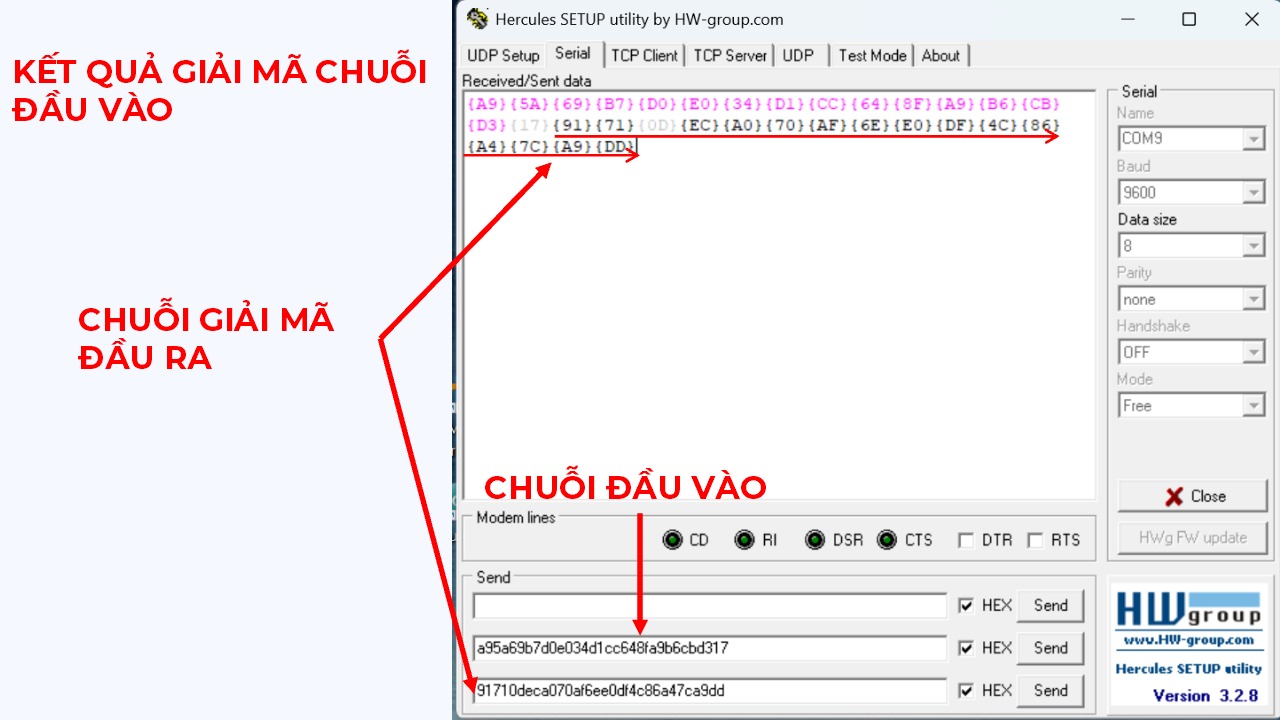 KẾT QUẢ GIẢI MÃ CHUỖI
ĐẦU VÀO
CHUỖI GIẢI MÃ
ĐẦU RA
Hercules SETUP utility by HW-group.com
UDP Setup Serial TCP Client TCP Server UDP Test Mode About
Received/Sent data
{A9}{5A}{69}{B7}{D0}{E0}{34}{D1}{CC}{64}{8F}{A9}{B6}{CB}
{D3}{17}{91}{71}{0D}{EC}{A0}{70}{AF}{6E}{E0}{DF}{4C}{86}
{A4}{7C}{A9}{DD}
Serial
Name
COM9
Baud
9600
Data size
8
Parity
none
Handshake
OFF
Mode
Free
Close
HWg FW update
CHUỖI ĐẦU VÀO
Modem lines
CD RI DSR CTS DTR RTS
Send
HEX Send
a95a69b7d0e034d1cc648fa9b6cbd317 HEX Send
91710deca070af6ee0df4c86a47ca9dd HEX Send
HWgroup
www.HW-group.com
Hercules SETUP utility
Version 3.2.8